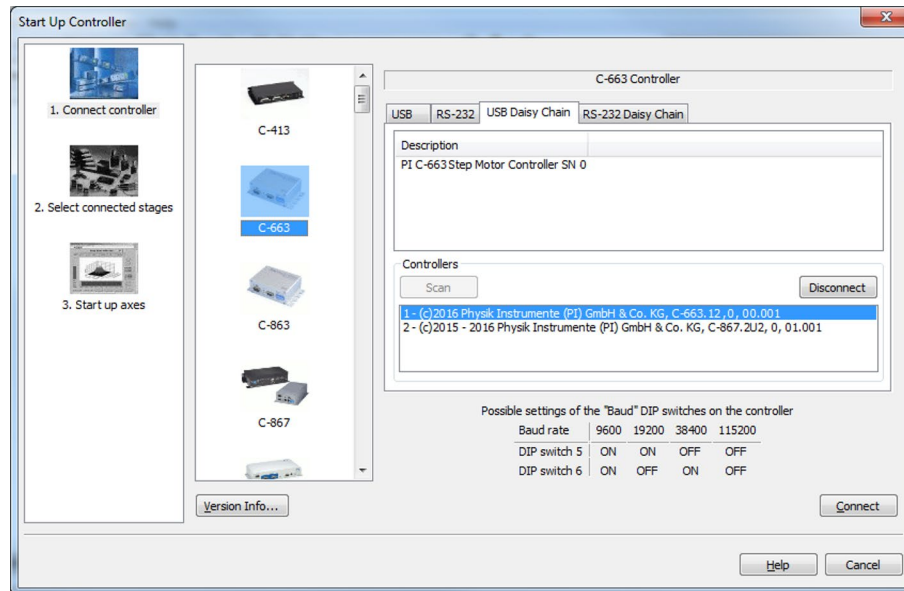 Start Up Controller
1. Connect controller
2. Select connected stages
3. Start up axes
C-413
C-663
C-863
C-867
Version Info...
C-663 Controller
USB RS-232 USB Daisy Chain RS-232 Daisy Chain
Description
PI C-663 Step Motor Controller SN 0
Controllers
Scan Disconnect
1 - (c)2016 Physik Instrumente (PI) GmbH & Co. KG, C-663.12 ,0, 00.001
2 - (c)2015 - 2016 Physik Instrumente (PI) GmbH & Co. KG, C-867.2U2, 0, 01.001
Possible settings of the "Baud" DIP switches on the controller
Baud rate 9600 19200 38400 115200
DIP switch 5 ON ON OFF OFF
DIP switch 6 ON OFF ON OFF
Connect
Help Cancel